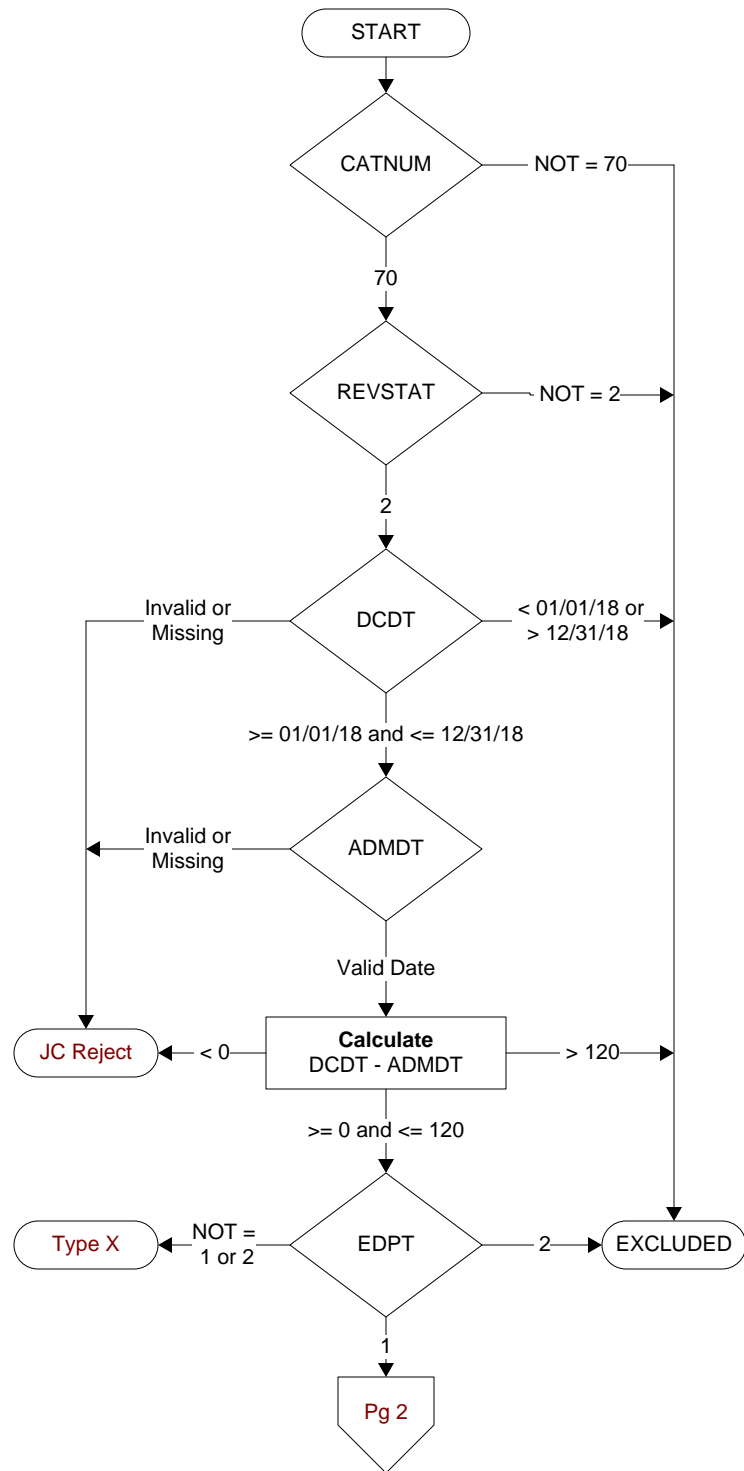 START
CATNUM
NOT = 70
70
REVSTAT
NOT = 2
2
Invalid or
Missing
DCDT
< 01/01/18 or
> 12/31/18
>= 01/01/18 and <= 12/31/18
Invalid or
Missing
ADMDT
Valid Date
JC Reject
< 0
Calculate
DCDT - ADMDT
> 120
>= 0 and <= 120
Type X
NOT =
1 or 2
EDPT
2
EXCLUDED
1
Pg 2